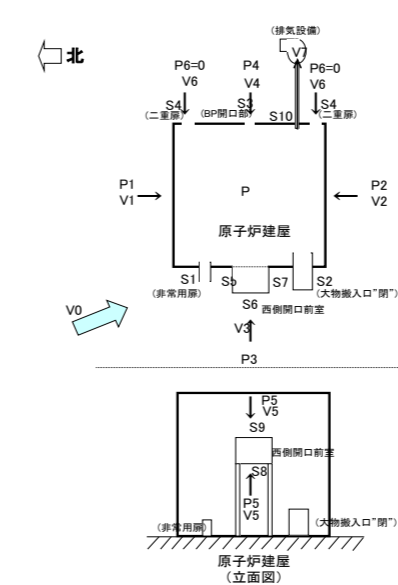 (排気設備)
北
V7
P6=0
V6
P4
V4
P6=0
V6
S4
S3
S4
(二重扉)
(BP開口部)
S10
(二重扉)
P1
V1
P
P2
V2
原子炉建屋
S1
S5
S7
S2
(非常用扉)
(大物搬入口"閉")
S6
西側開口前室
V0
V3
P3
P5
V5
S9
西側開口前室
S8
P5
V5
(非常用扉)
(大物搬入口"閉")
原子炉建屋
(立面図)